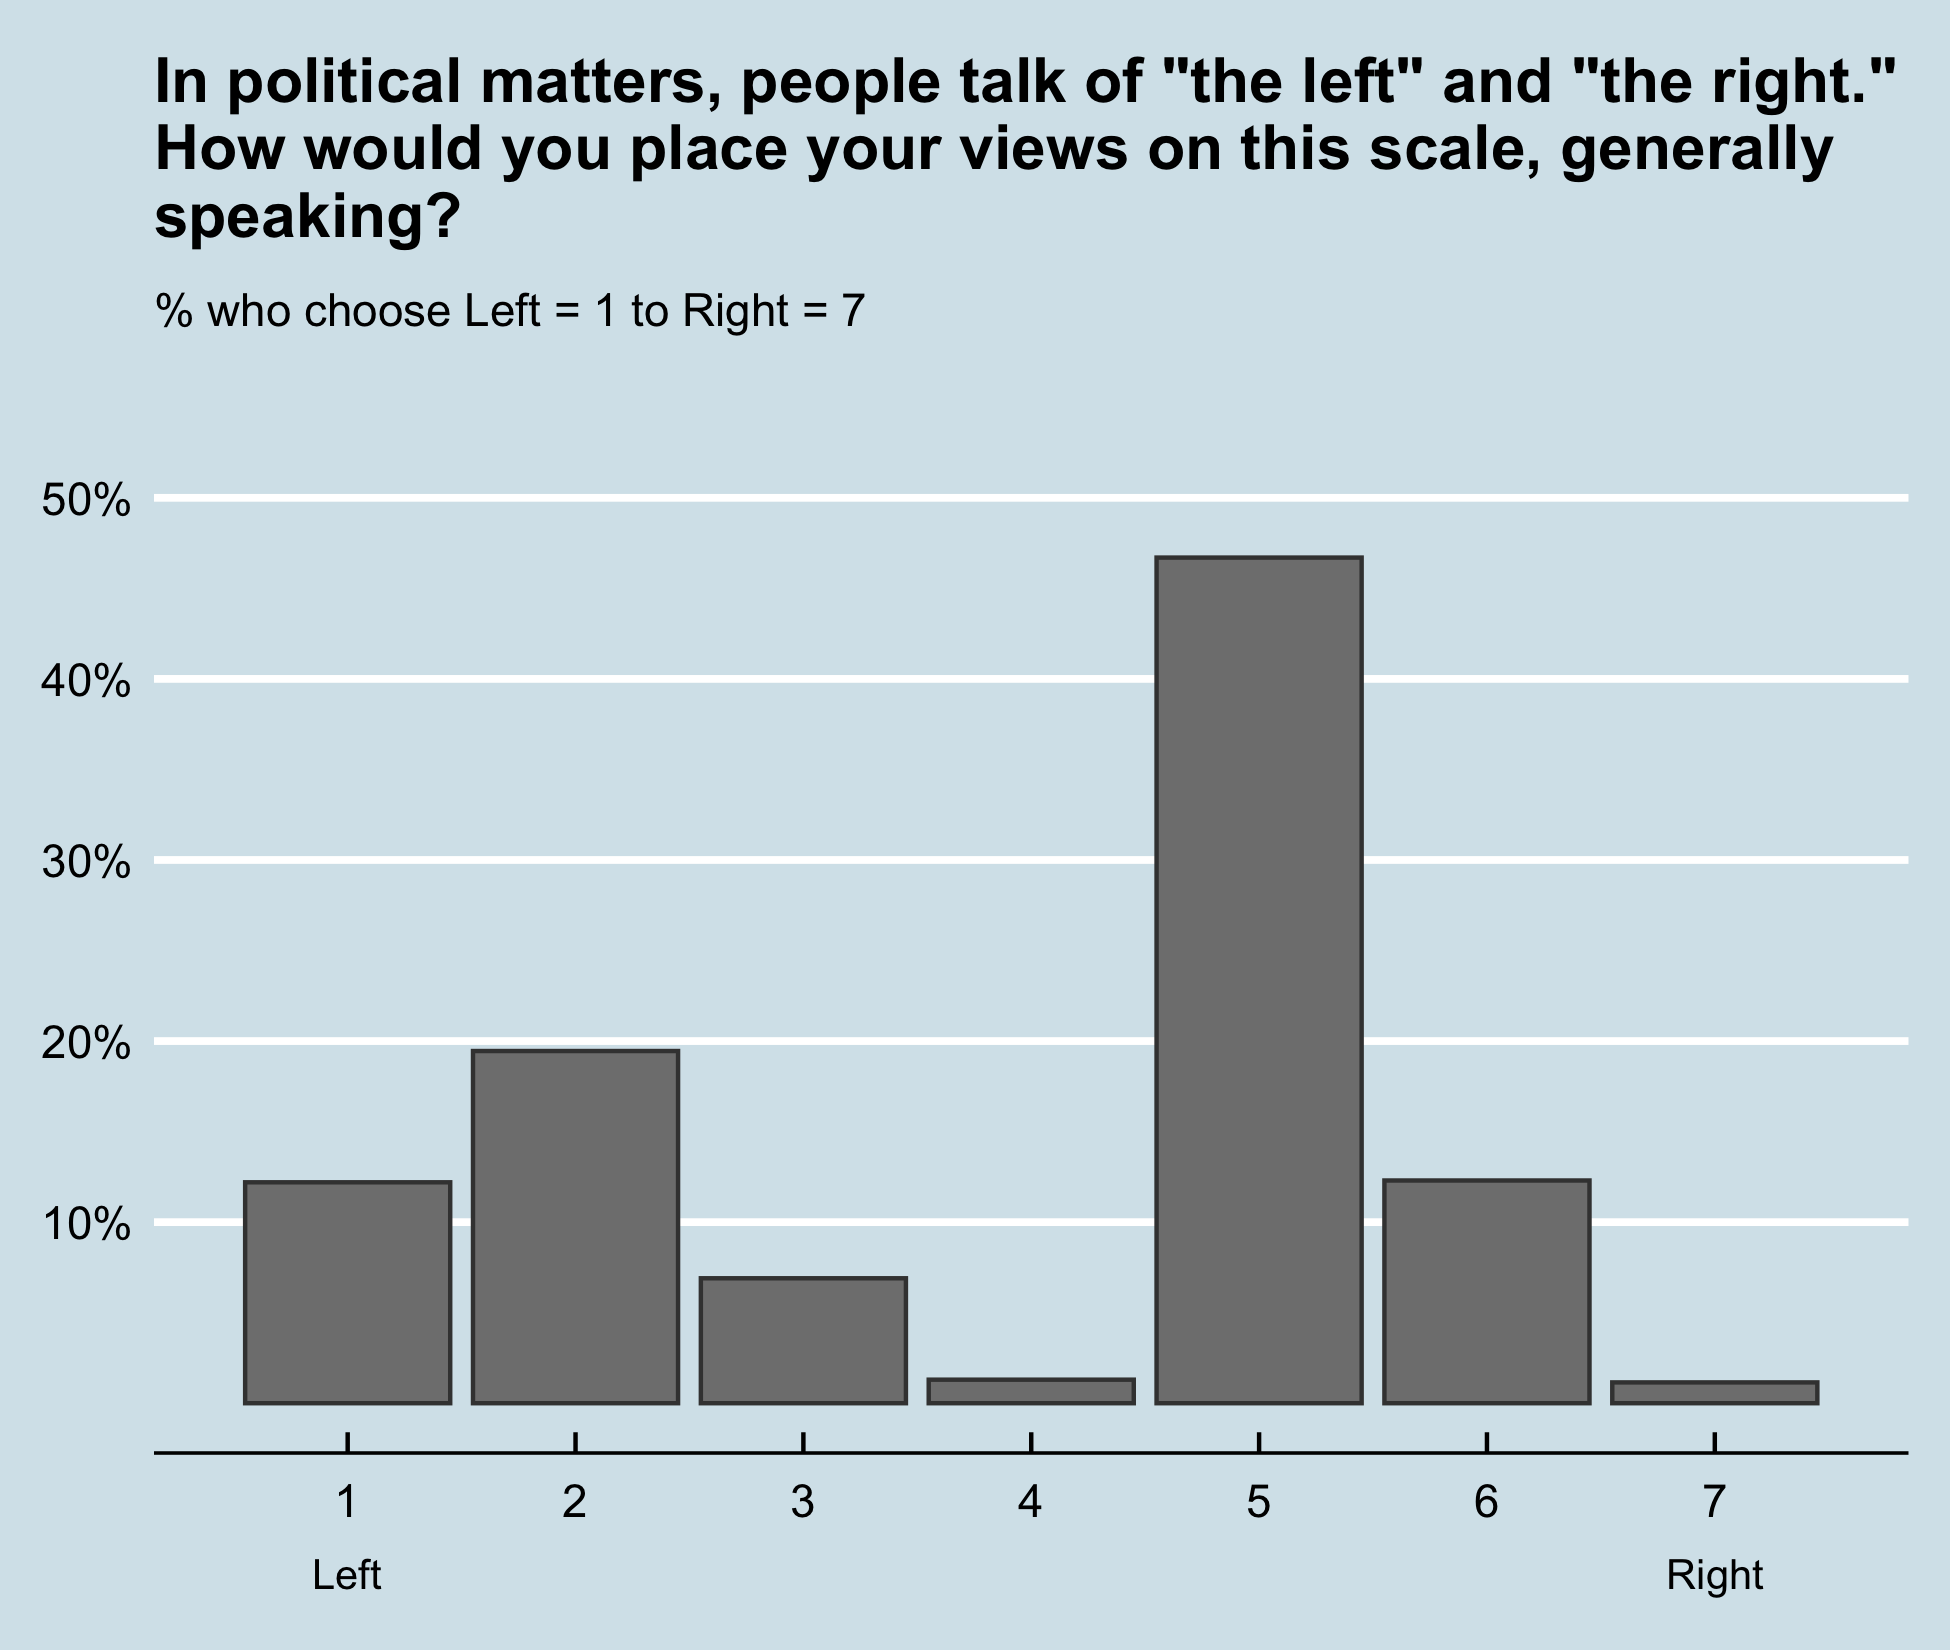 In political matters, people talk of "the left" and "the right."
How would you place your views on this scale, generally
speaking?
% who choose Left = 1 to Right = 7
50%
40%
30%
20%
10%
1 2 3 4 5 6 7
Left Right